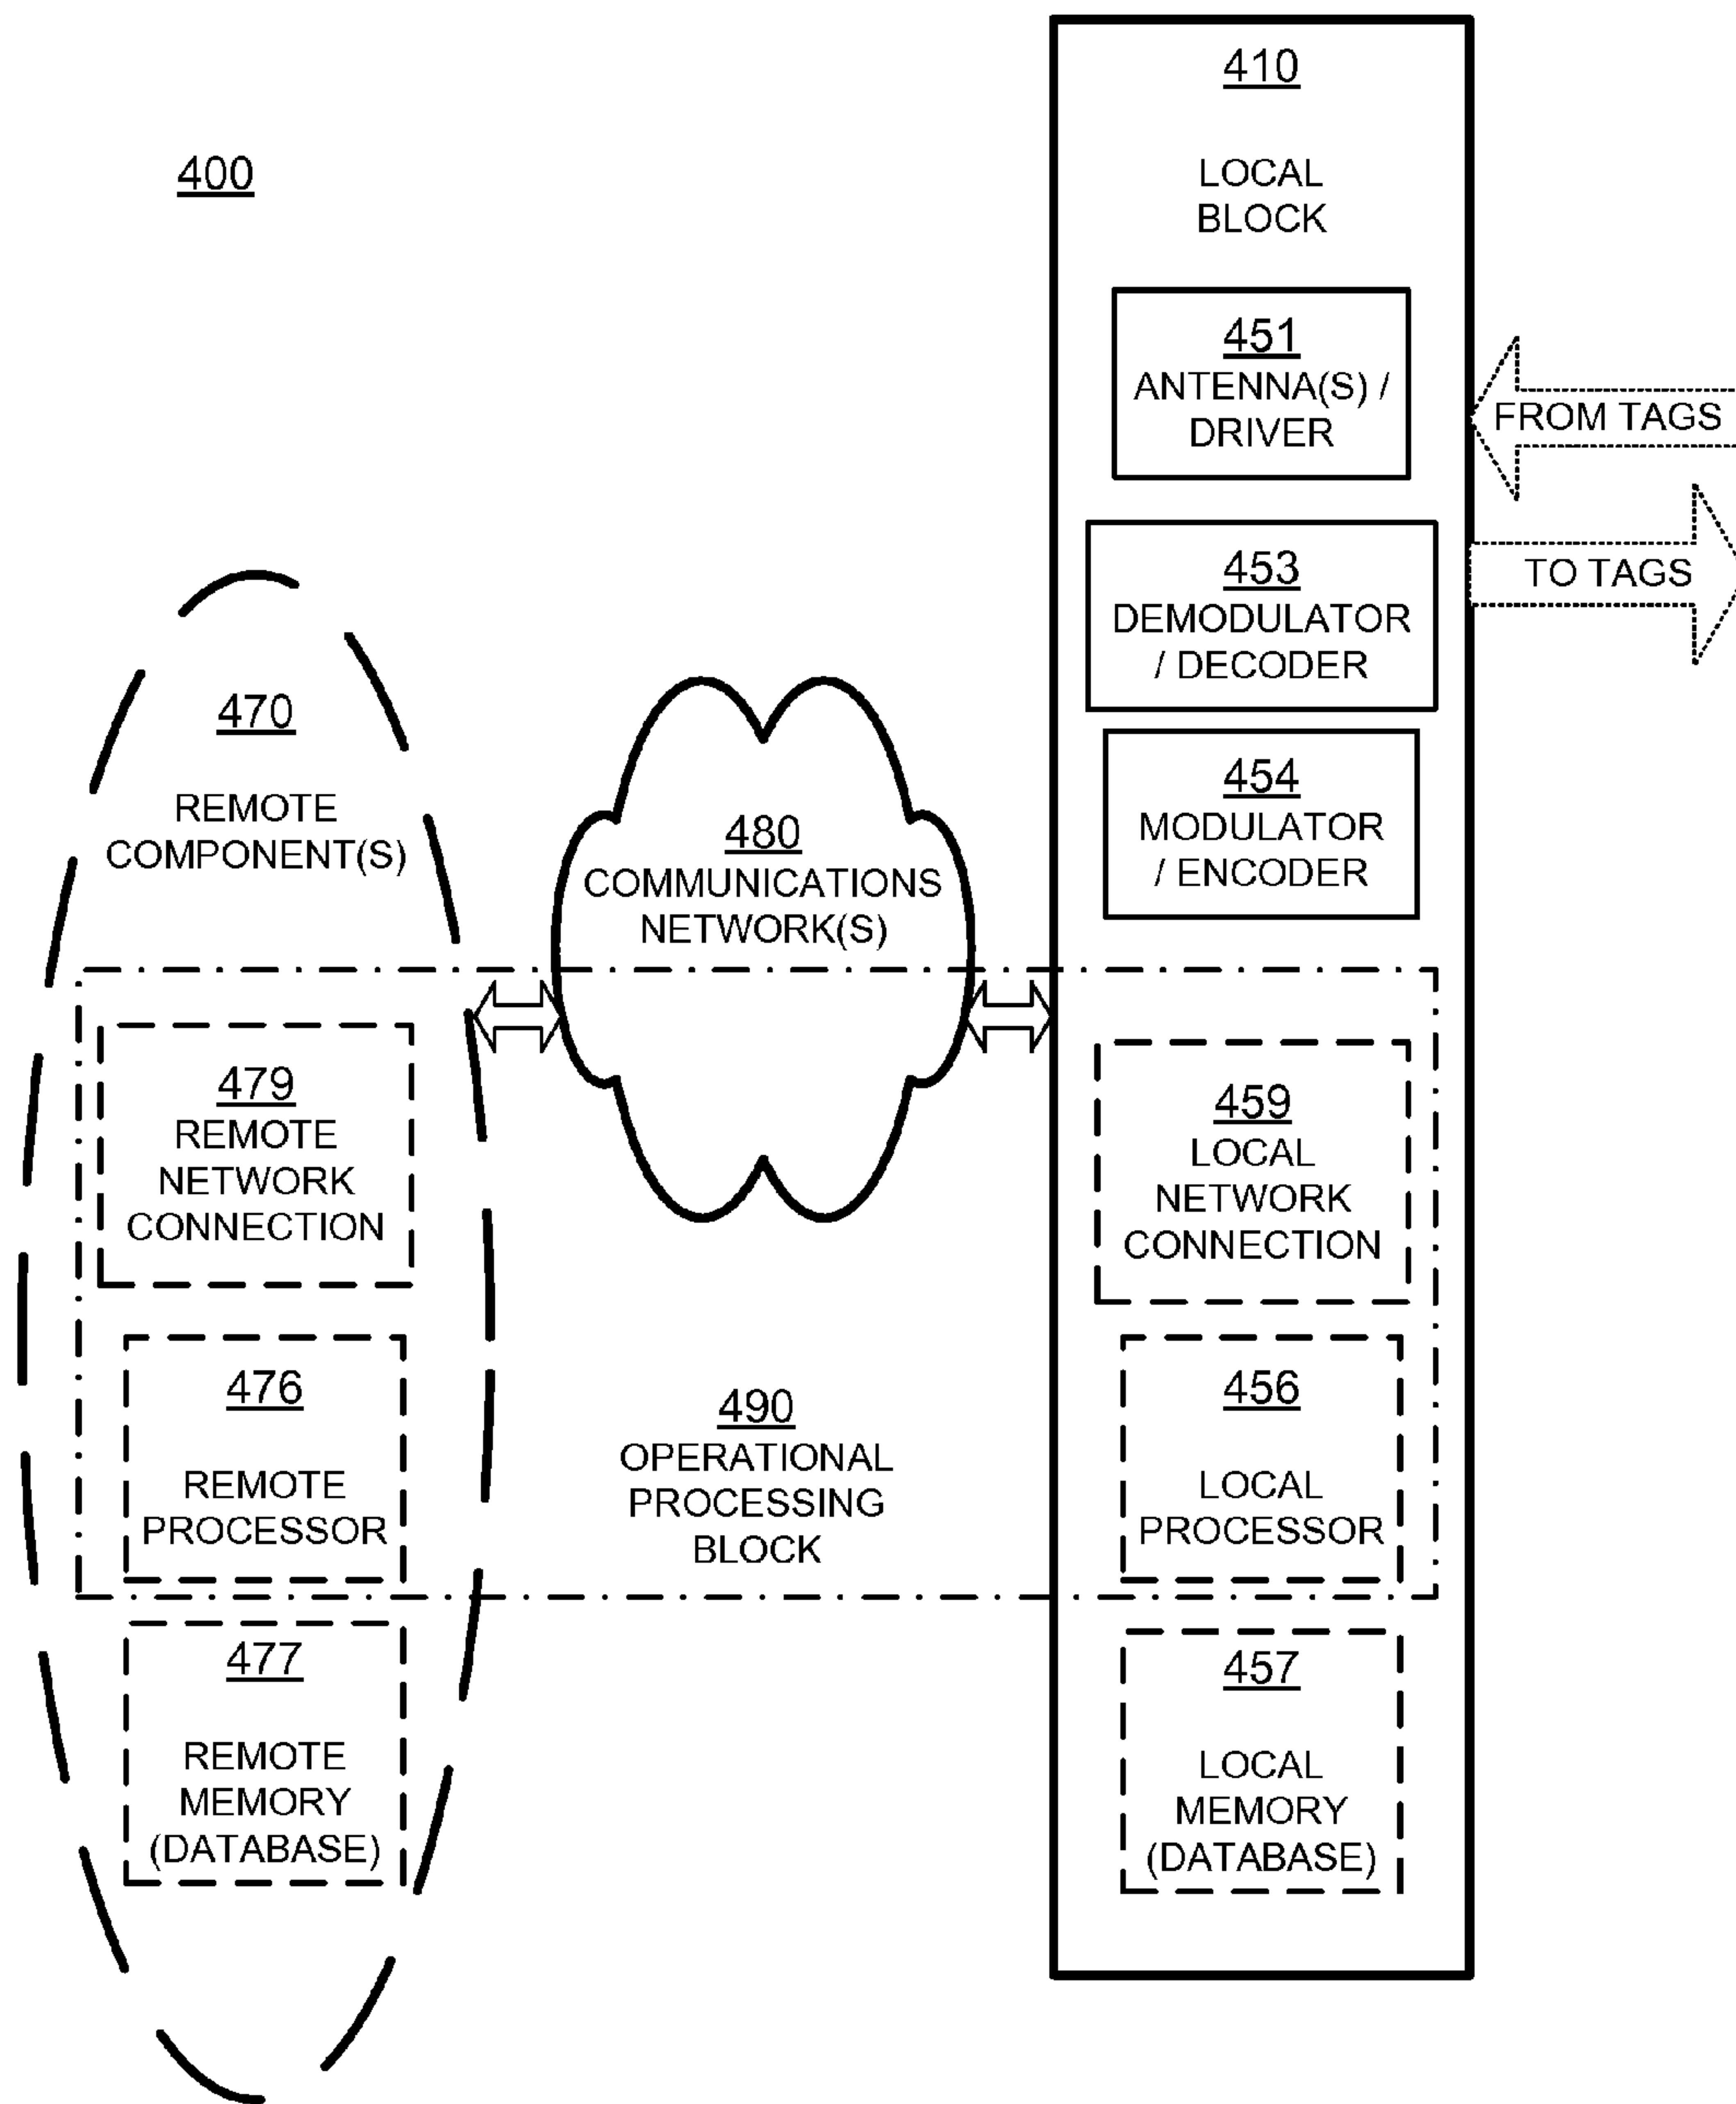 400
410
LOCAL
BLOCK
451
ANTENNA(S) /
DRIVER
FROM TAGS
453
DEMODULATOR
/ DECODER
TO TAGS
454
MODULATOR
/ ENCODER
470
REMOTE
COMPONENT(S)
480
COMMUNICATIONS
NETWORK(S)
479
REMOTE
NETWORK
CONNECTION
459
LOCAL
NETWORK
CONNECTION
476
REMOTE
PROCESSOR
490
OPERATIONAL
PROCESSING
BLOCK
456
LOCAL
PROCESSOR
477
REMOTE
MEMORY
(DATABASE)
457
LOCAL
MEMORY
(DATABASE)